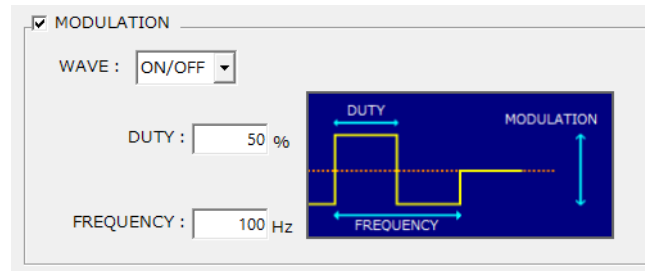 MODULATION
WAVE : ON/OFF
DUTY : 50 %
FREQUENCY : 100 Hz
DUTY
MODULATION
FREQUENCY